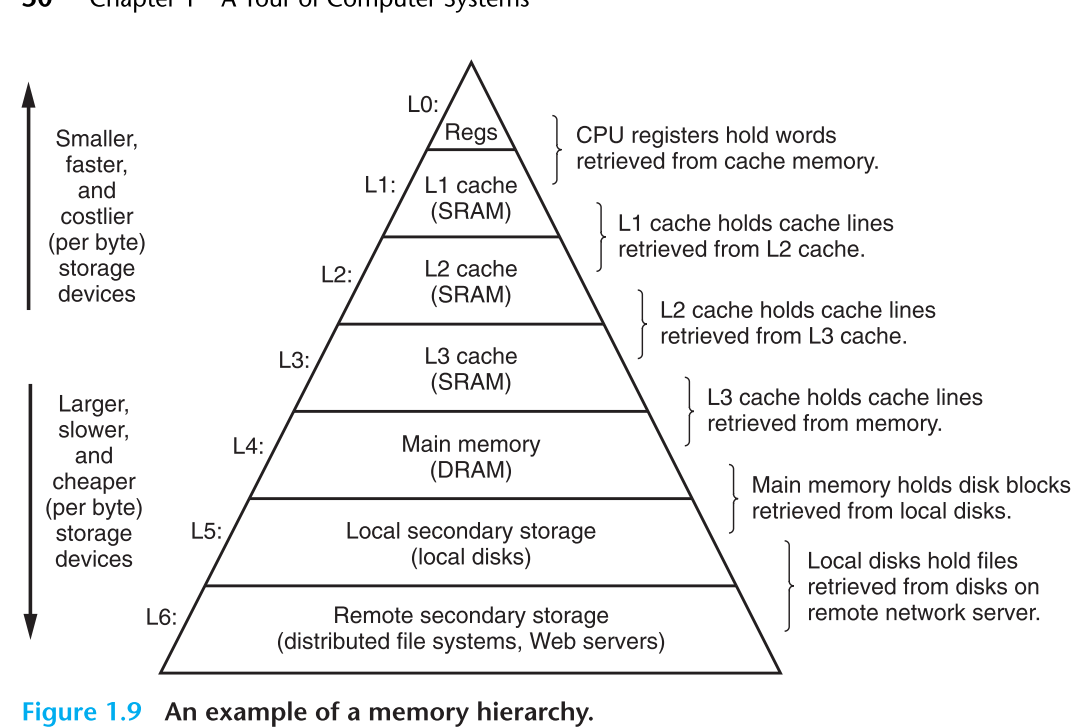 30 Chapter 1 A Tour of Computer Systems
L0:
Regs
CPU registers hold words
retrieved from cache memory.
Smaller,
faster,
and
costlier
(per byte)
storage
devices
L1:
L1 cache
(SRAM)
L1 cache holds cache lines
retrieved from L2 cache.
L2:
L2 cache
(SRAM)
L2 cache holds cache lines
retrieved from L3 cache.
L3:
L3 cache
(SRAM)
L3 cache holds cache lines
retrieved from memory.
Larger,
slower,
and
cheaper
(per byte)
storage
devices
L4:
Main memory
(DRAM)
Main memory holds disk blocks
retrieved from local disks.
L5:
Local secondary storage
(local disks)
Local disks hold files
retrieved from disks on
remote network server.
L6:
Remote secondary storage
(distributed file systems, Web servers)
Figure 1.9 An example of a memory hierarchy.